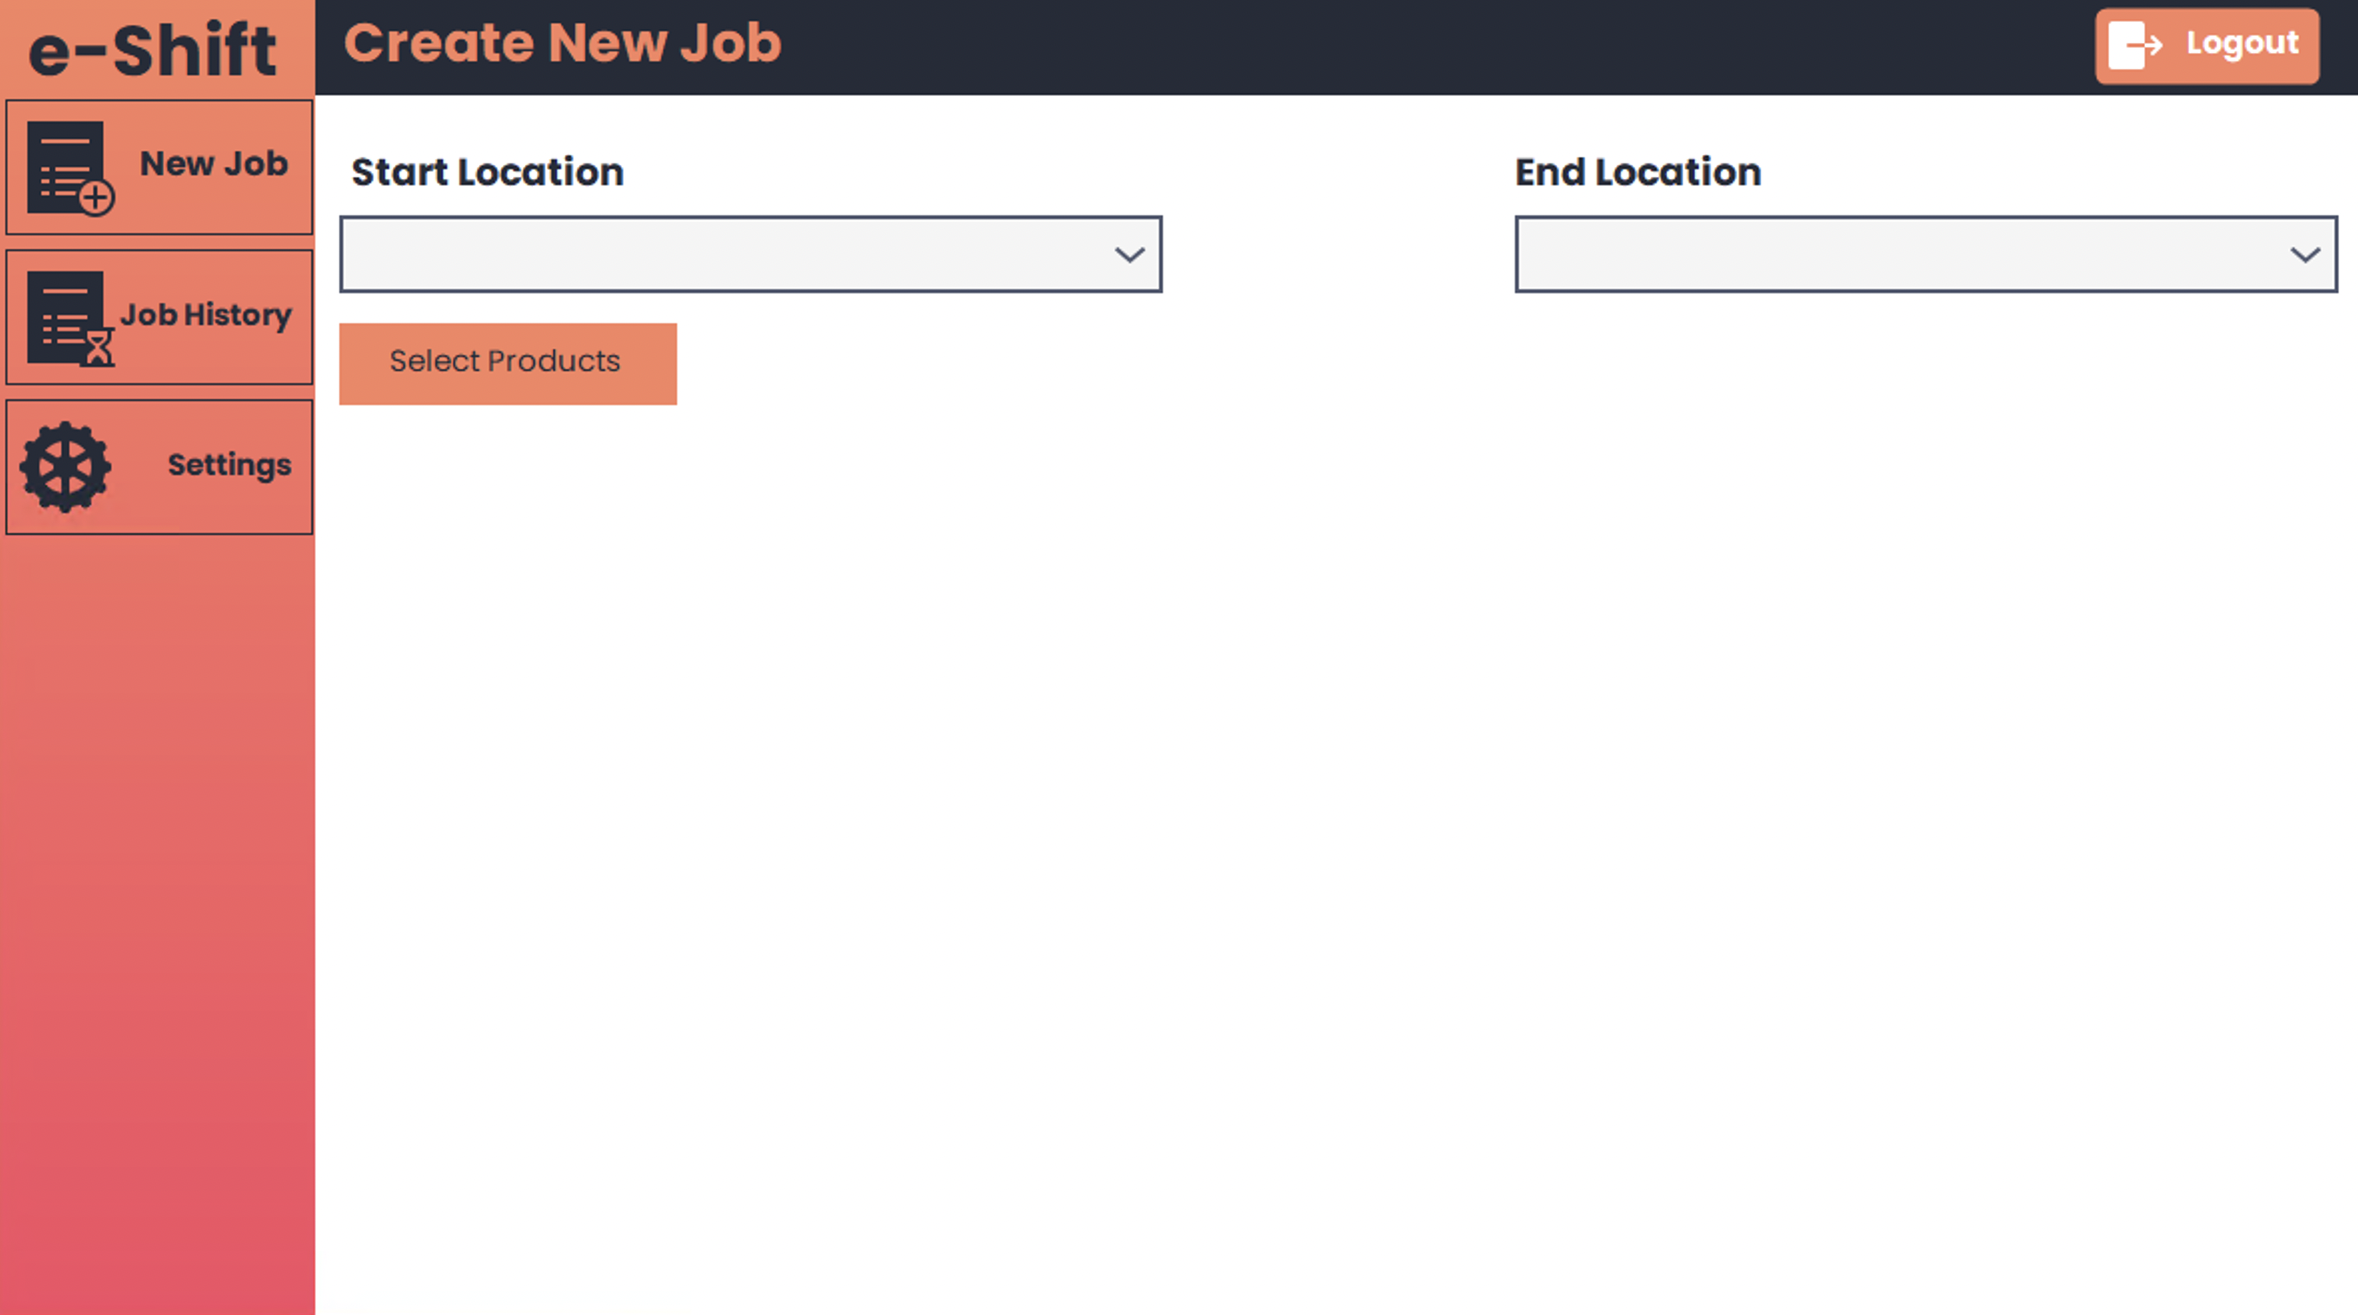 e-Shift
Create New Job
Logout
New Job
Job History
Settings
Start Location
End Location
Select Products